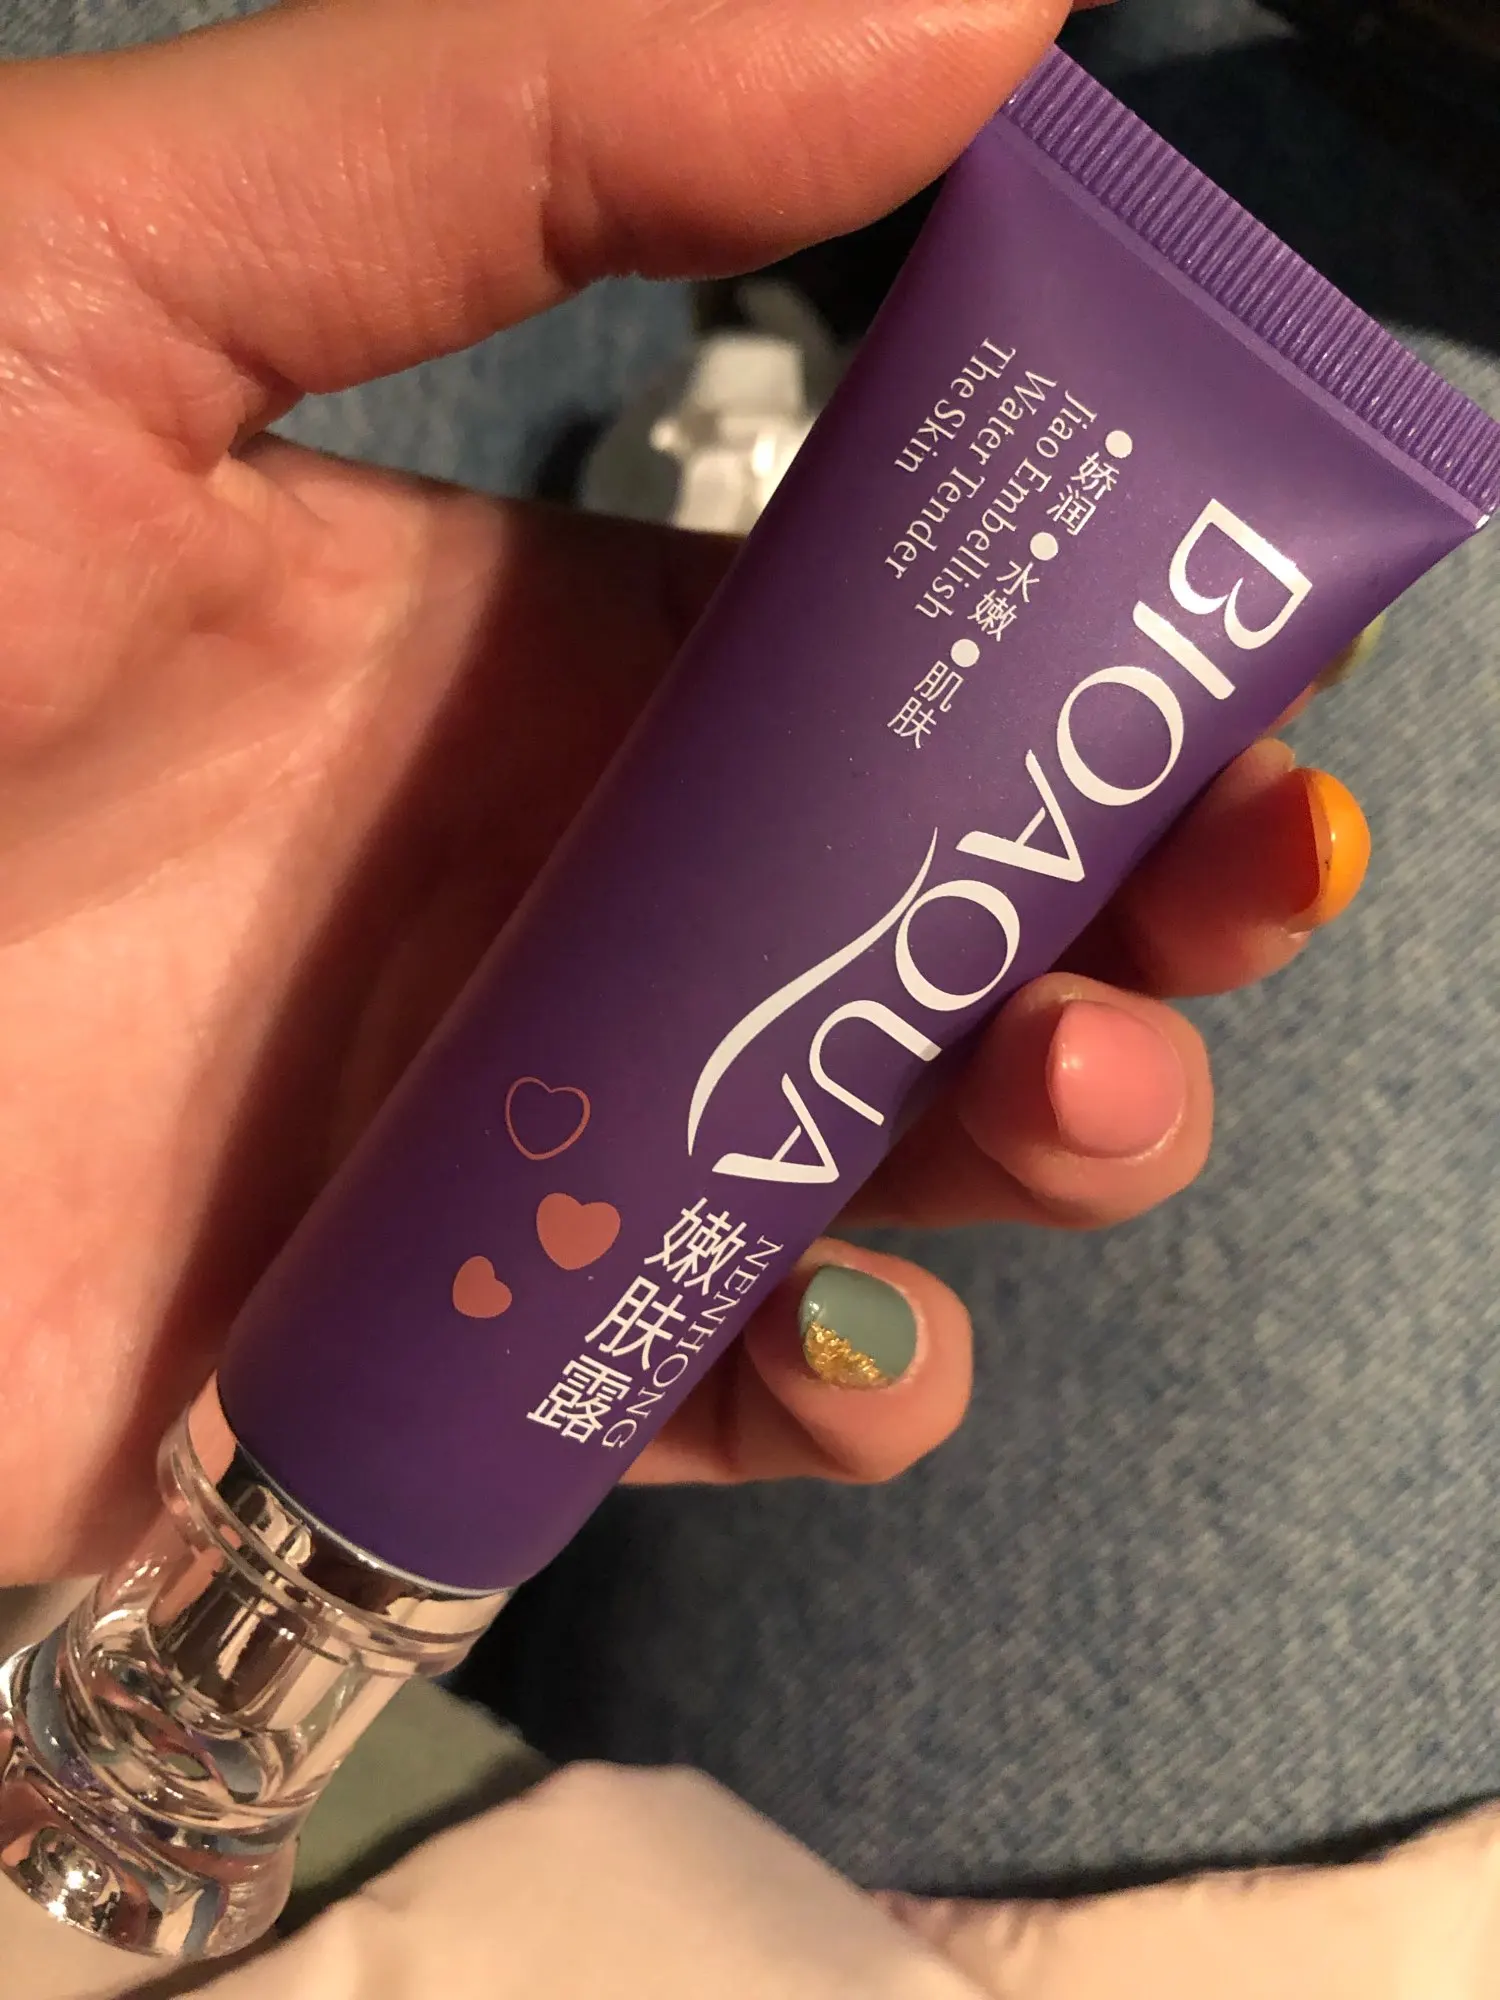 BIOAQUA
嫩肤露
NENHONG
●娇润●水嫩●肌肤
Jiao Embellish
Water Tender
The Skin